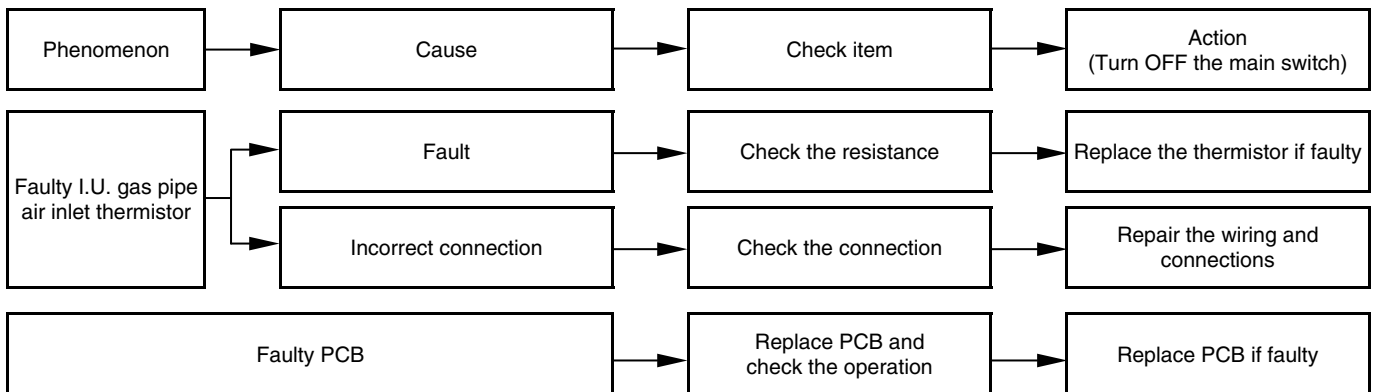 Phenomenon
Cause
Check item
Action
(Turn OFF the main switch)
Faulty I.U. gas pipe
air inlet thermistor
Fault
Check the resistance
Replace the thermistor if faulty
Incorrect connection
Check the connection
Repair the wiring and
connections
Faulty PCB
Replace PCB and
check the operation
Replace PCB if faulty